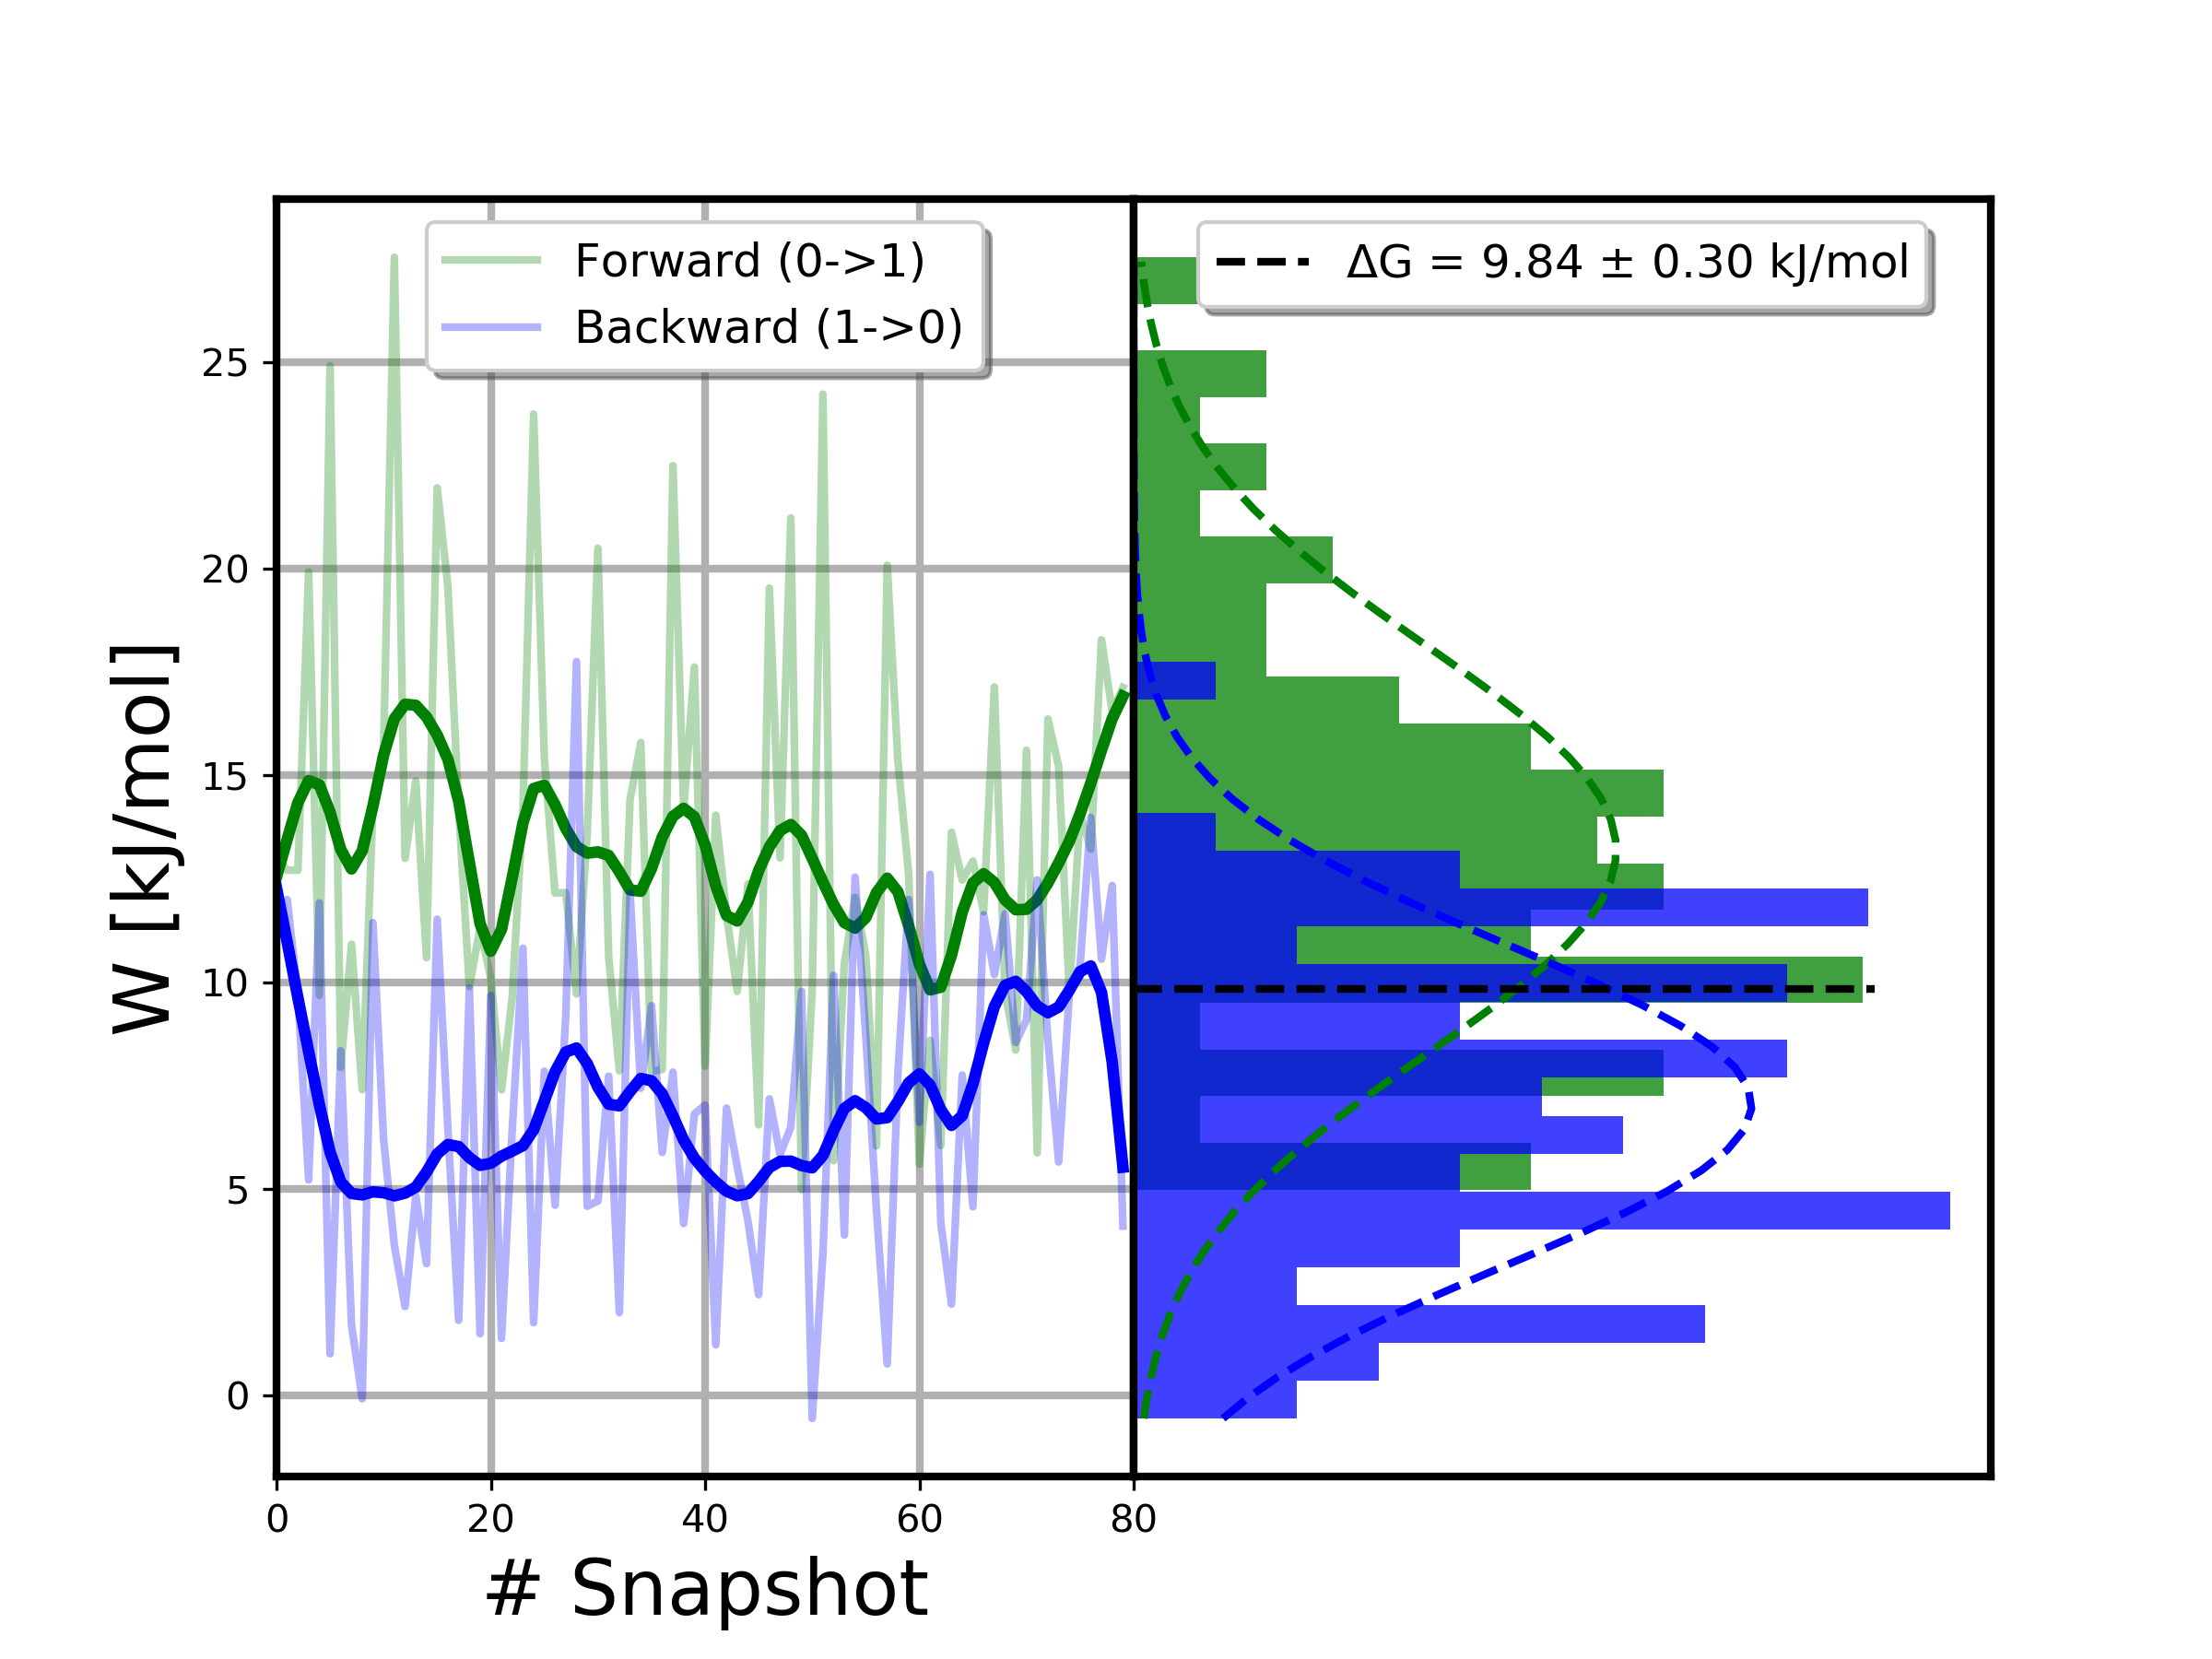 Forward (0->1)
Backward (1->0)
ΔG = 9.84 ± 0.30 kJ/mol
W [kJ/mol]
25
20
15
10
5
0
0 20 40 60 80
# Snapshot